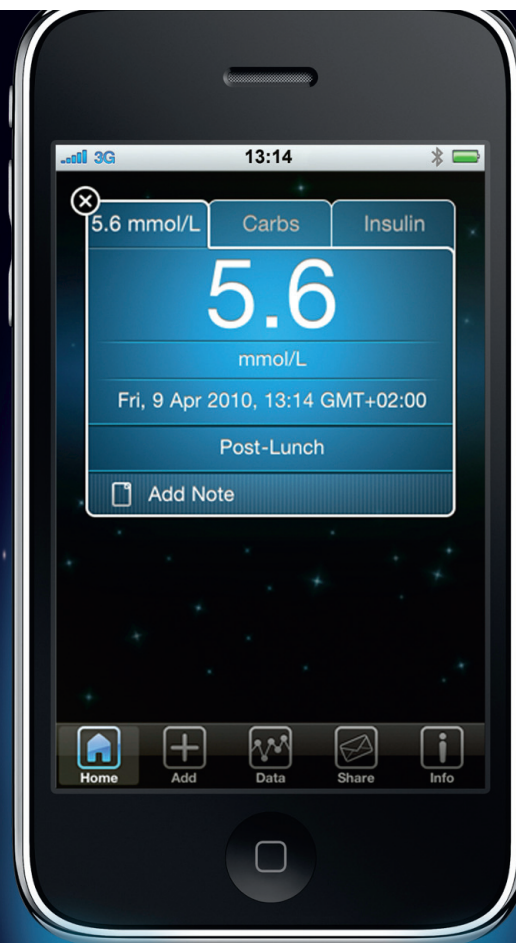 3G 13:14
5.6 mmol/L Carbs Insulin
5.6
mmol/L
Fri, 9 Apr 2010, 13:14 GMT+02:00
Post-Lunch
Add Note
Home Add Data Share Info